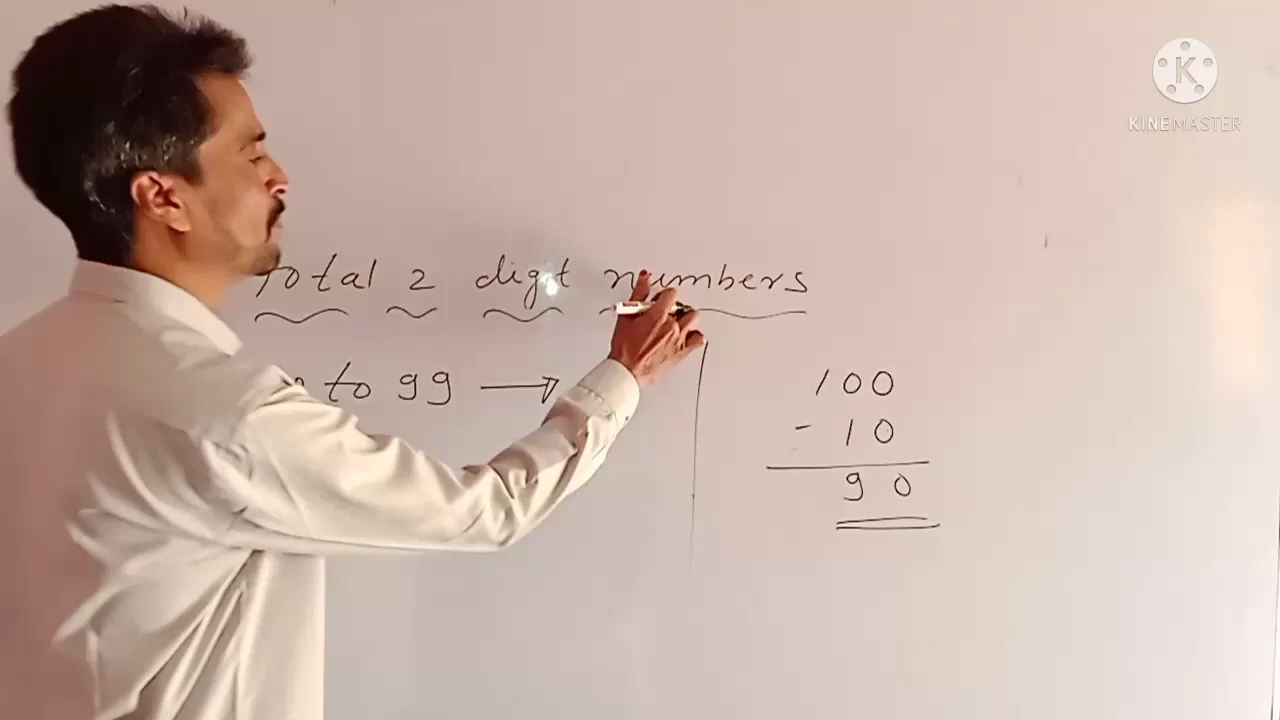 KINEMASTER
Total 2 digit numbers
to 99 →
100
- 10
90